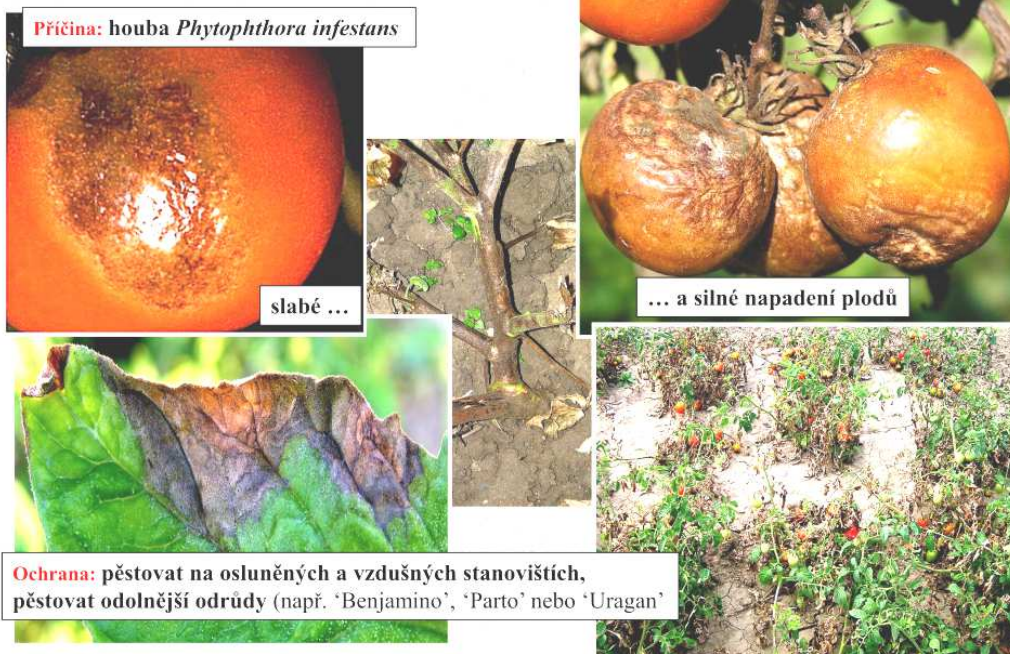 Příčina: houba Phytophthora infestans
slabé ...
... a silné napadení plodů
Ochrana: pěstovat na osluněných a vzdušných stanovištích,
pěstovat odolnější odrůdy (např. ‘Benjamino’, ‘Parto’ nebo ‘Uragan’